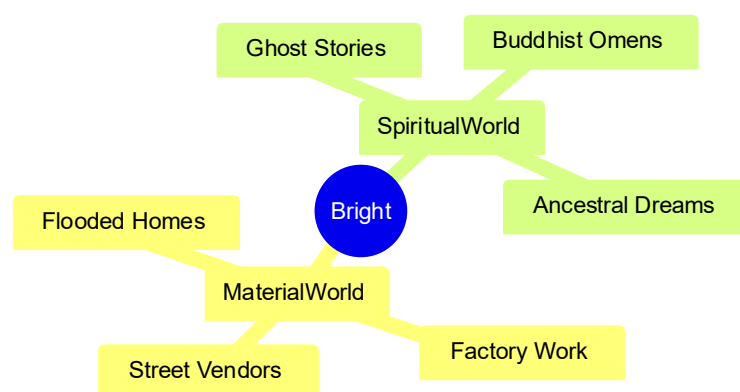 Ghost Stories
Buddhist Omens
SpiritualWorld
Ancestral Dreams
Bright
Flooded Homes
MaterialWorld
Street Vendors
Factory Work